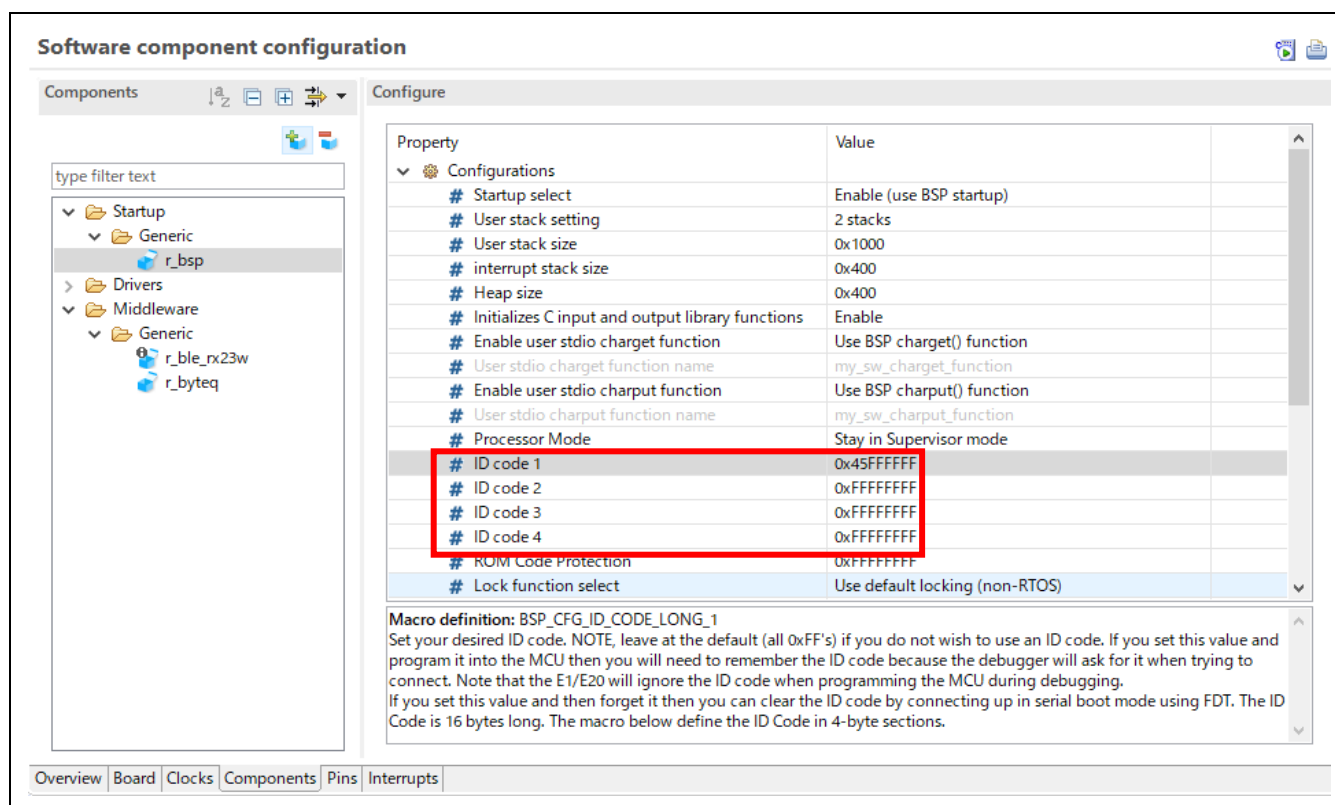 Software component configuration
Components
Configure
type filter text
Startup
Generic
r_bsp
Drivers
Middleware
Generic
r_ble_rx23w
r_byteq
Property Value
Configurations
# Startup select Enable (use BSP startup)
# User stack setting 2 stacks
# User stack size 0x1000
# interrupt stack size 0x400
# Heap size 0x400
# Initializes C input and output library functions Enable
# Enable user stdio charget function Use BSP charget() function
# User stdio charget function name my_sw_charget_function
# Enable user stdio charput function Use BSP charput() function
# User stdio charput function name my_sw_charput_function
# Processor Mode Stay in Supervisor mode
# ID code 1 0x45FFFFFF
# ID code 2 0xFFFFFFFF
# ID code 3 0xFFFFFFFF
# ID code 4 0xFFFFFFFF
# ROM Code Protection 0xFFFFFFFF
# Lock function select Use default locking (non-RTOS)
Macro definition: BSP_CFG_ID_CODE_LONG_1
Set your desired ID code. NOTE, leave at the default (all 0xFF's) if you do not wish to use an ID code. If you set this value and
program it into the MCU then you will need to remember the ID code because the debugger will ask for it when trying to
connect. Note that the E1/E20 will ignore the ID code when programming the MCU during debugging.
If you set this value and then forget it then you can clear the ID code by connecting up in serial boot mode using FDT. The ID
Code is 16 bytes long. The macro below define the ID Code in 4-byte sections.
Overview Board Clocks Components Pins Interrupts